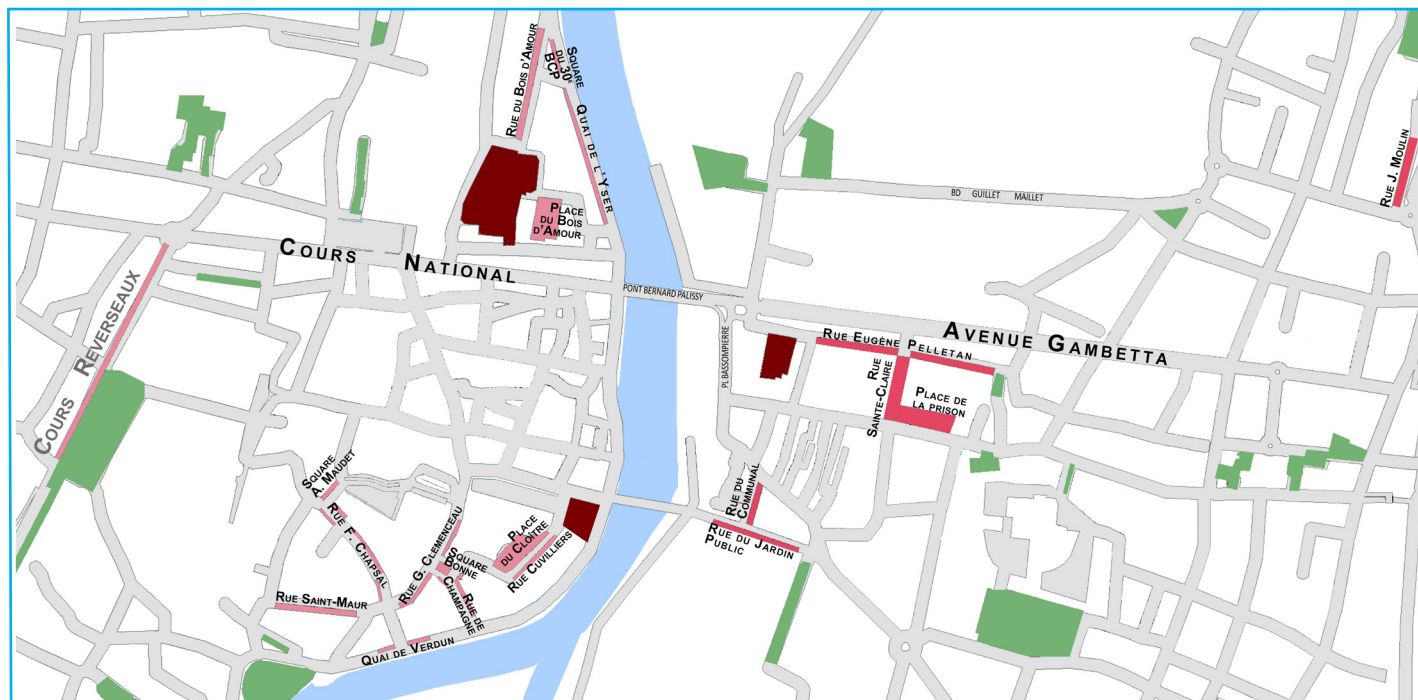 Rue du Bois d'Amour
Square
du 30e
BCP
Quai de l'Yser
Rue J. Moulin
BD GUILLET MAILLET
Place
du Bois
d'Amour
Cours National
Cours Reverseaux
PONT BERNARD PALISSY
PL BASSOMPIERRE
Avenue Gambetta
Rue Eugène Pelletan
Rue
Sainte-Claire
Place de
la prison
Square
A. Maudet
Rue F. Chapsal
Rue G. Clemenceau
Square
Bonne
Place
du Cloître
Rue Cuvilliers
Rue du
Communal
Rue du Jardin
Public
Rue Saint-Maur
Rue de
Champagne
Quai de Verdun